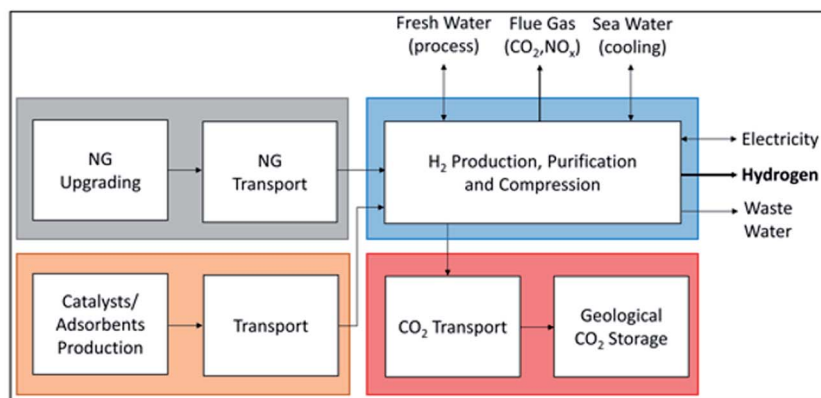 Fresh Water
(process)
Flue Gas
(CO₂,NOₓ)
Sea Water
(cooling)
NG
Upgrading
NG
Transport
H₂ Production, Purification
and Compression
Electricity
Hydrogen
Waste
Water
Catalysts/
Adsorbents
Production
Transport
CO₂ Transport
Geological
CO₂ Storage